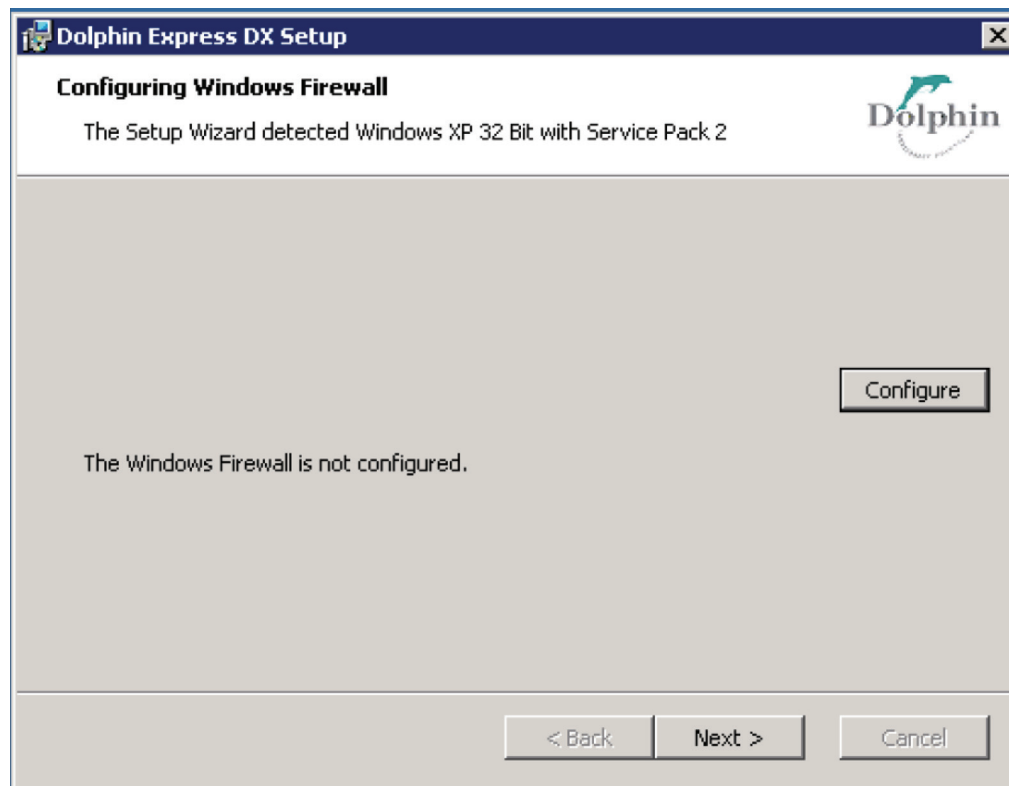 Dolphin Express DX Setup
Configuring Windows Firewall
The Setup Wizard detected Windows XP 32 Bit with Service Pack 2
Dolphin
Configure
The Windows Firewall is not configured.
< Back
Next >
Cancel